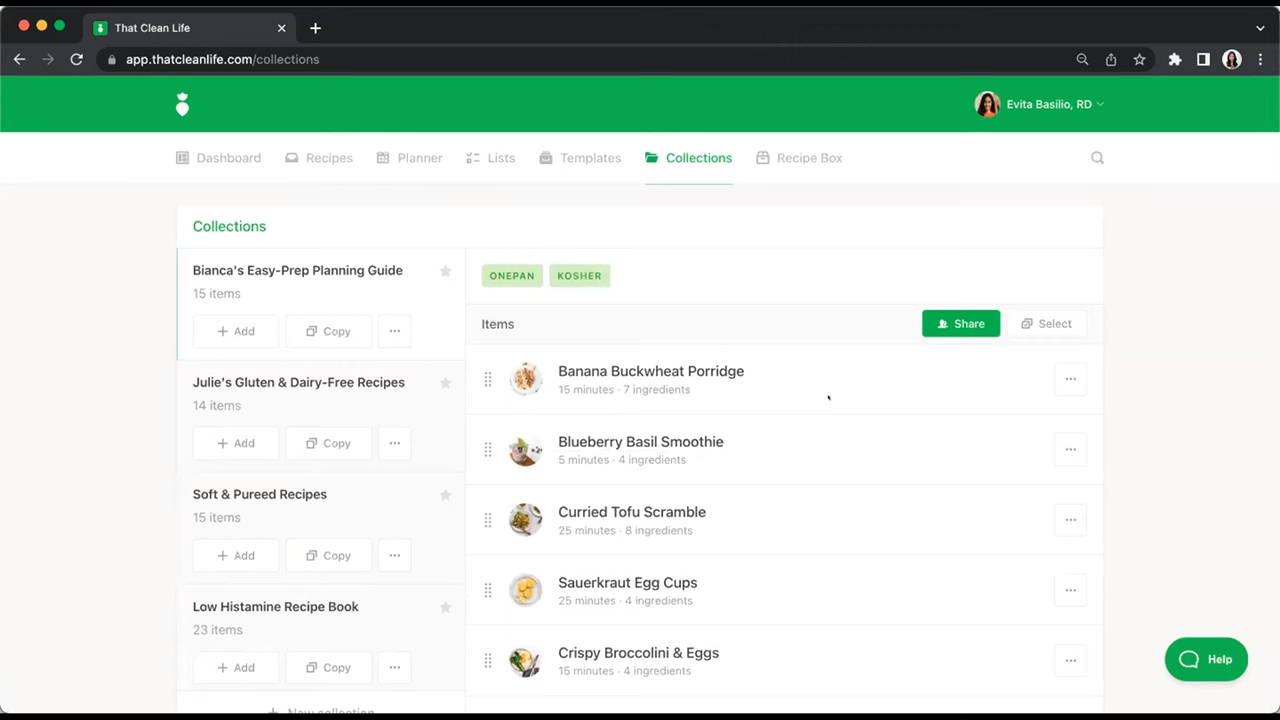 That Clean Life
app.thatcleanlife.com/collections
Evita Basilio, RD
Dashboard Recipes Planner Lists Templates Collections Recipe Box
Collections
Bianca's Easy-Prep Planning Guide
15 items
+ Add Copy ...
Julie's Gluten & Dairy-Free Recipes
14 items
+ Add Copy ...
Soft & Pureed Recipes
15 items
+ Add Copy ...
Low Histamine Recipe Book
23 items
+ Add Copy ...
+ New collection
ONEPAN KOSHER
Items Share Select
Banana Buckwheat Porridge
15 minutes · 7 ingredients
Blueberry Basil Smoothie
5 minutes · 4 ingredients
Curried Tofu Scramble
25 minutes · 8 ingredients
Sauerkraut Egg Cups
25 minutes · 4 ingredients
Crispy Broccolini & Eggs
15 minutes · 4 ingredients
Help